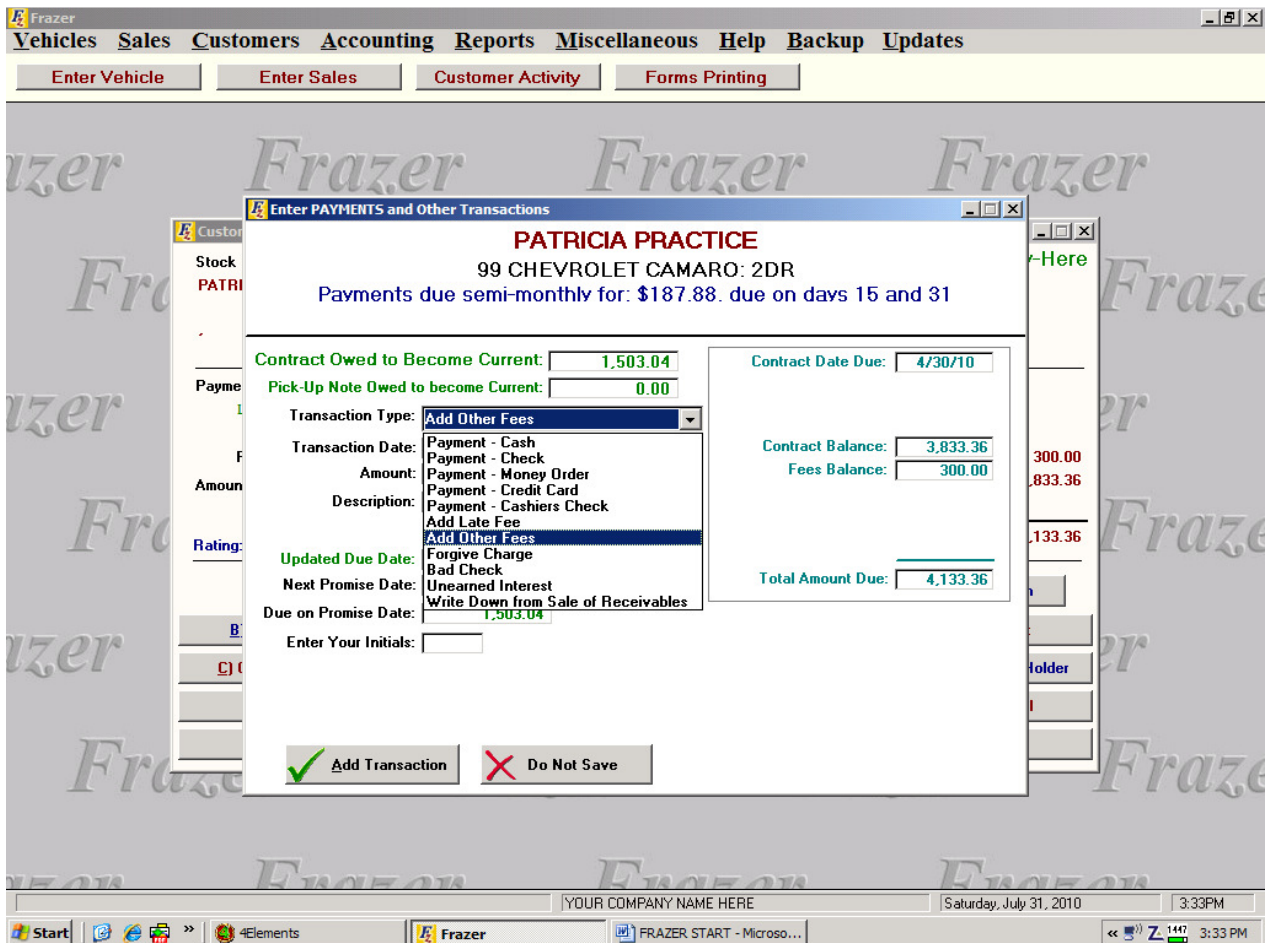 Frazer
Vehicles Sales Customers Accounting Reports Miscellaneous Help Backup Updates
Enter Vehicle Enter Sales Customer Activity Forms Printing
Frazer Frazer Frazer
Enter PAYMENTS and Other Transactions
PATRICIA PRACTICE
99 CHEVROLET CAMARO: 2DR
Payments due semi-monthly for: $187.88. due on days 15 and 31
Stock
-Here
Contract Owed to Become Current: 1,503.04
Contract Date Due: 4/30/10
Pick-Up Note Owed to become Current: 0.00
Transaction Type: Add Other Fees
Transaction Date:
Amount:
Description:
Payment - Cash
Payment - Check
Payment - Money Order
Payment - Credit Card
Payment - Cashiers Check
Add Late Fee
Add Other Fees
Forgive Charge
Bad Check
Unearned Interest
Write Down from Sale of Receivables
Contract Balance: 3,833.36
Fees Balance: 300.00
Total Amount Due: 4,133.36
300.00
,833.36
,133.36
Rating:
Updated Due Date:
Next Promise Date:
Due on Promise Date: 1,503.04
Enter Your Initials:
Holder
Add Transaction Do Not Save
YOUR COMPANY NAME HERE Saturday, July 31, 2010 3:33PM
Start » 4Elements Frazer FRAZER START - Microso... « 1447 3:33 PM